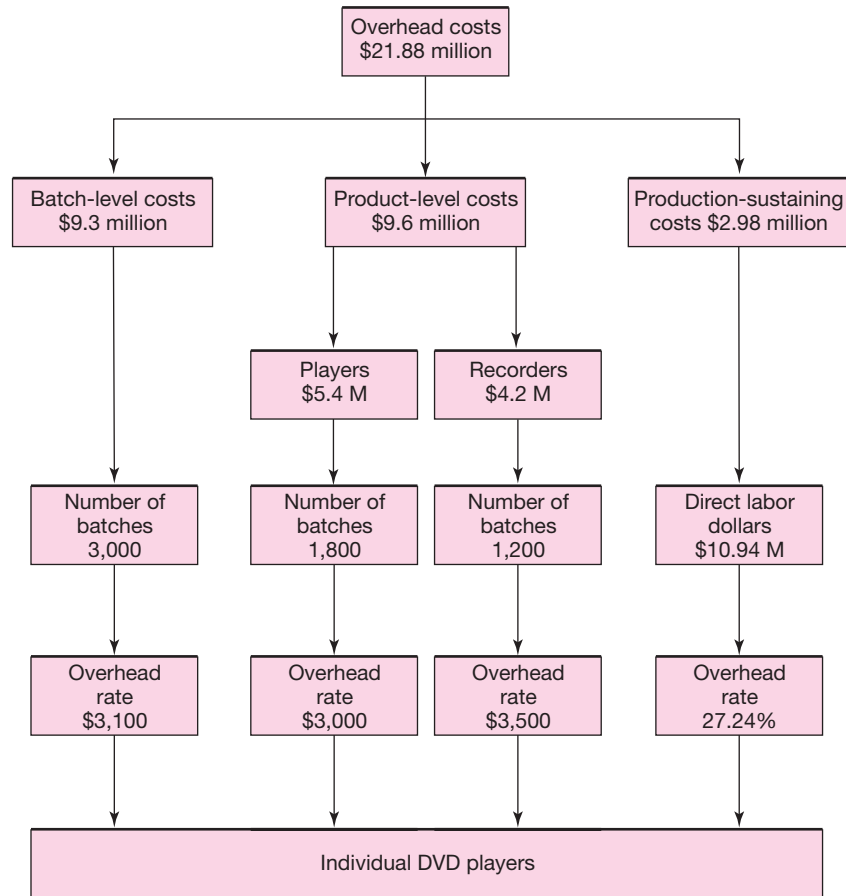 Overhead costs
$21.88 million
Batch-level costs
$9.3 million
Product-level costs
$9.6 million
Production-sustaining
costs $2.98 million
Players
$5.4 M
Recorders
$4.2 M
Number of
batches
3,000
Number of
batches
1,800
Number of
batches
1,200
Direct labor
dollars
$10.94 M
Overhead
rate
$3,100
Overhead
rate
$3,000
Overhead
rate
$3,500
Overhead
rate
27.24%
Individual DVD players